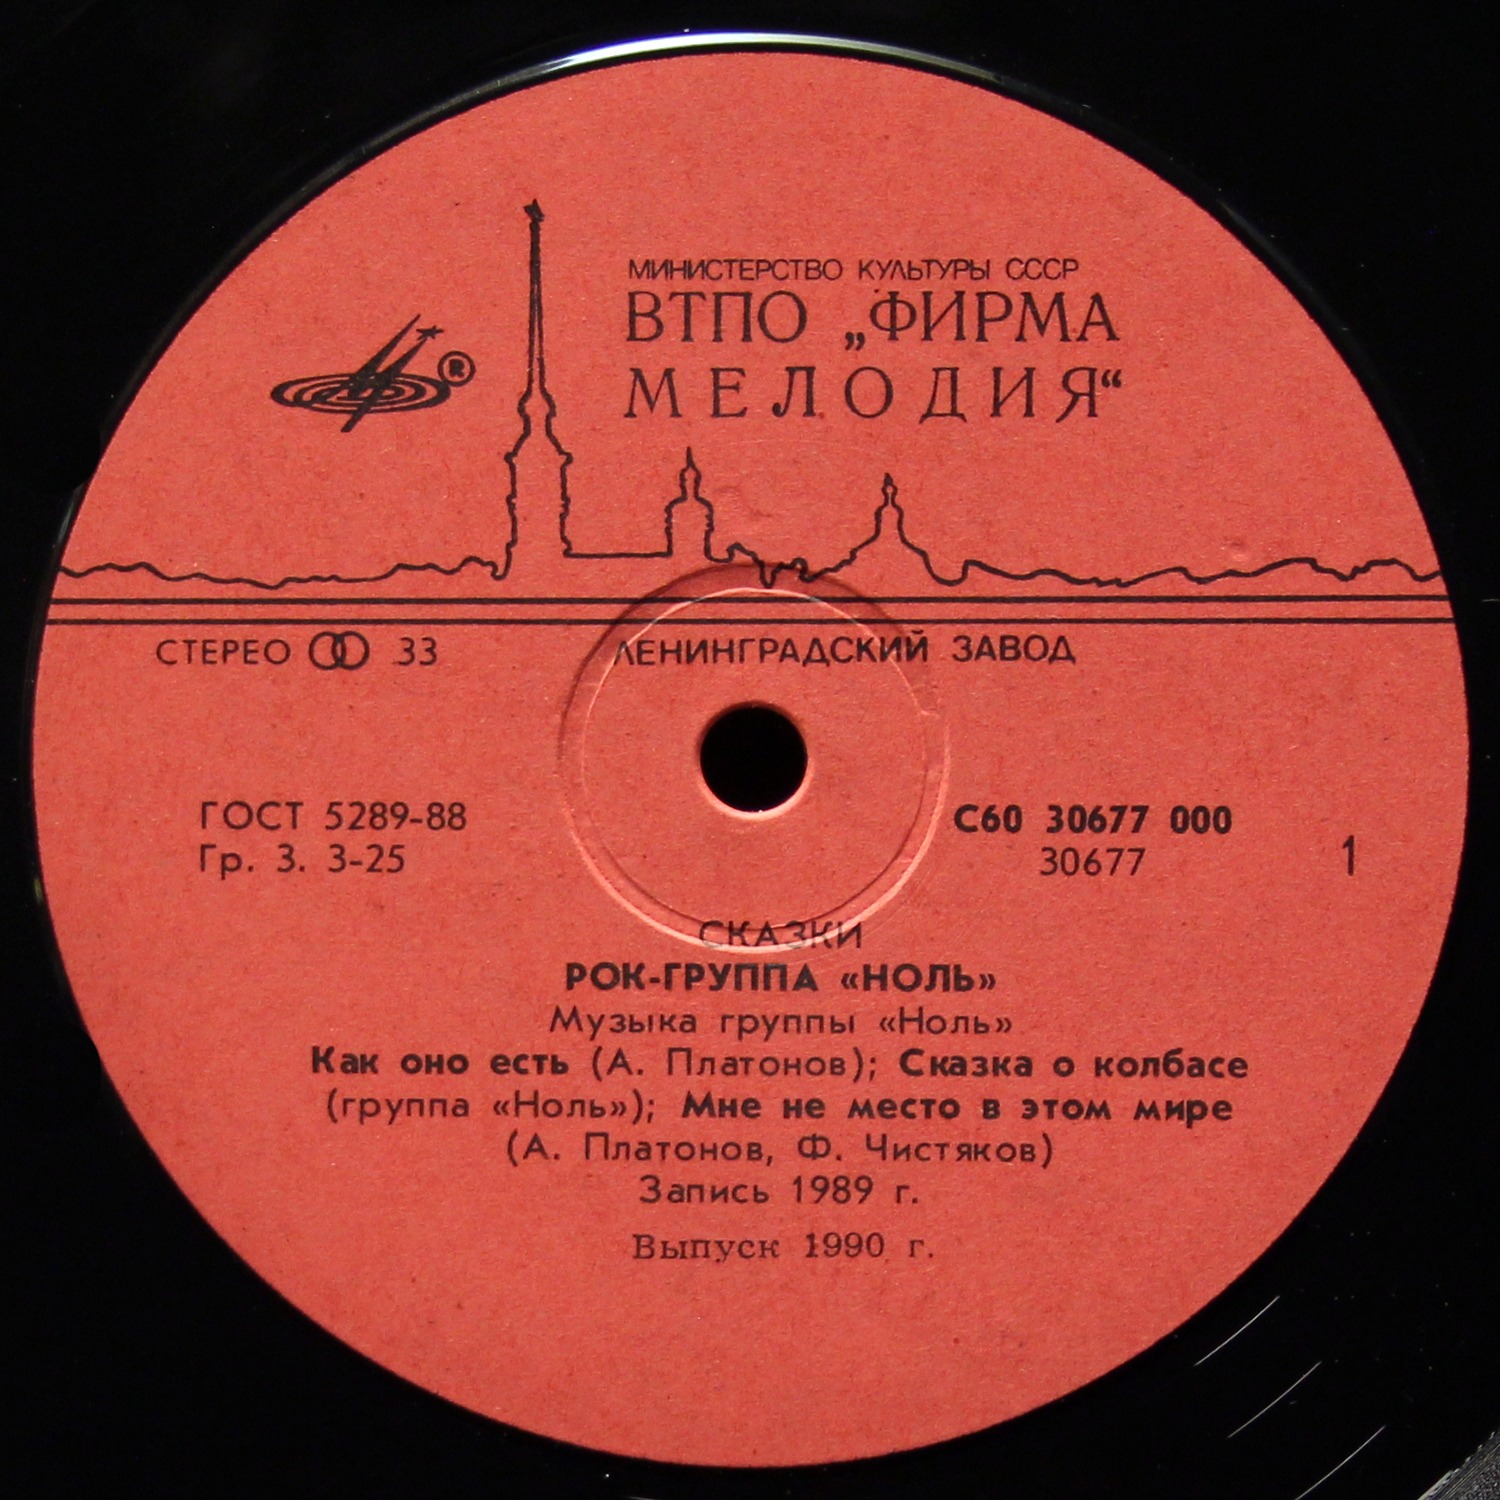 МИНИСТЕРСТВО КУЛЬТУРЫ СССР
ВТПО „ФИРМА
МЕЛОДИЯ“
®
СТЕРЕО 33
ЛЕНИНГРАДСКИЙ ЗАВОД
ГОСТ 5289-88
Гр. 3. 3-25
С60 30677 000
30677
1
СКАЗКИ
РОК-ГРУППА «НОЛЬ»
Музыка группы «Ноль»
Как оно есть (А. Платонов); Сказка о колбасе
(группа «Ноль»); Мне не место в этом мире
(А. Платонов, Ф. Чистяков)
Запись 1989 г.
Выпуск 1990 г.